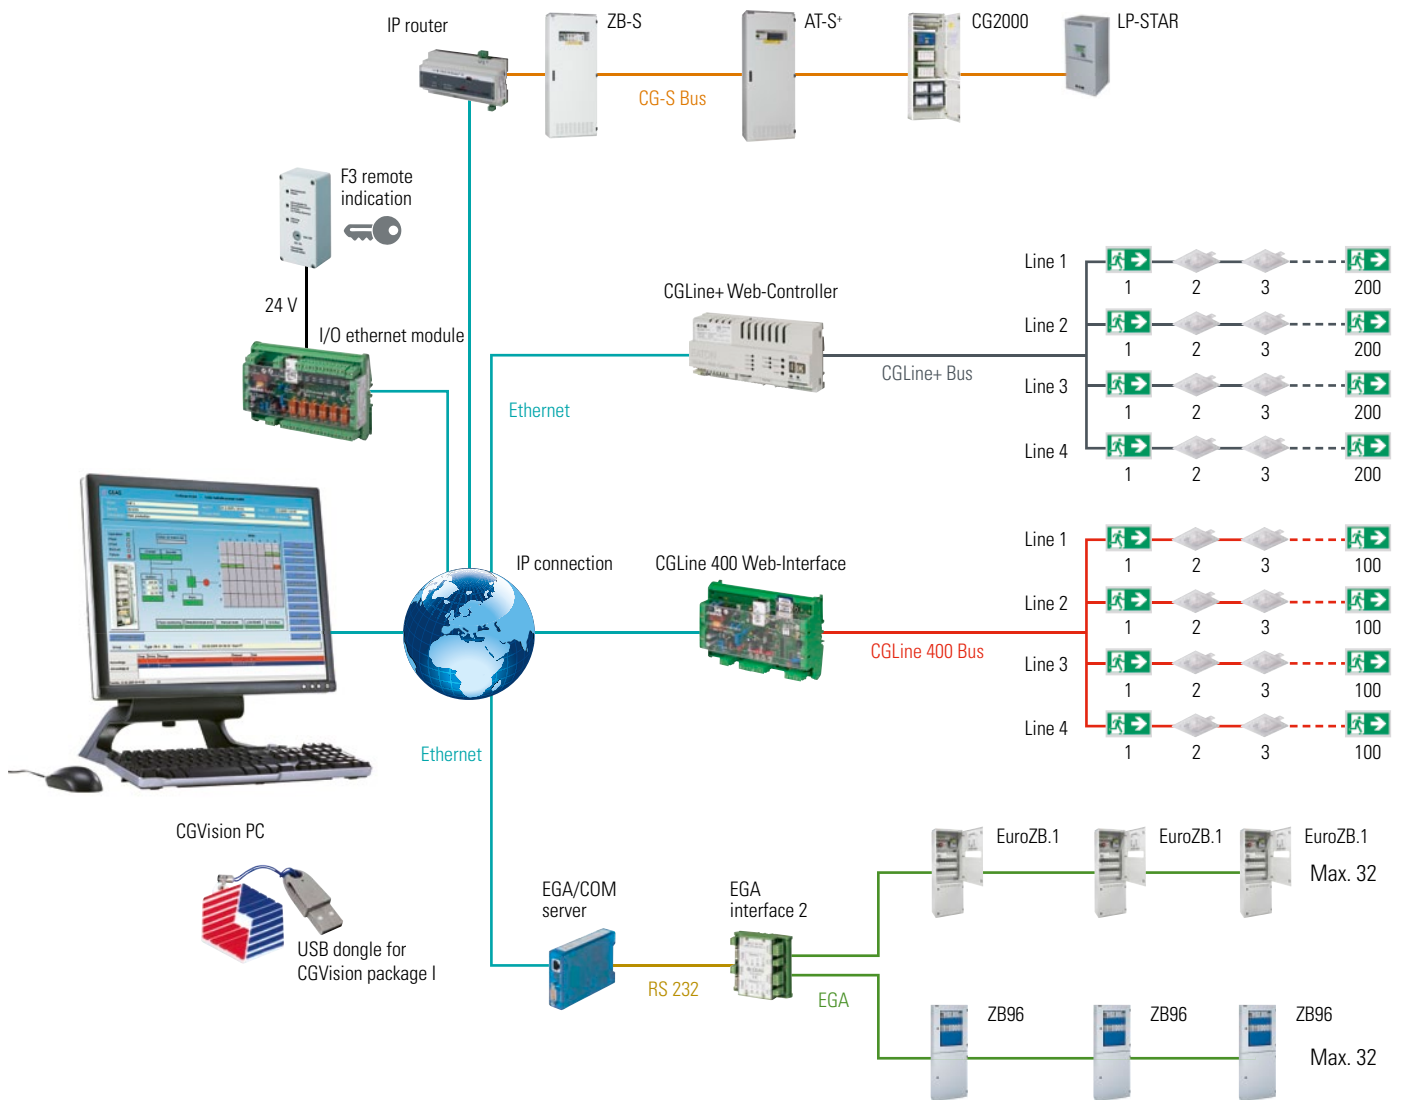 IP router
ZB-S
AT-S+
CG2000
LP-STAR
CG-S Bus
F3 remote
indication
24 V
I/O ethernet module
CGLine+ Web-Controller
CGLine+ Bus
Ethernet
Line 1
1 2 3 200
Line 2
1 2 3 200
Line 3
1 2 3 200
Line 4
1 2 3 200
IP connection
CGLine 400 Web-Interface
CGLine 400 Bus
Line 1
1 2 3 100
Line 2
1 2 3 100
Line 3
1 2 3 100
Line 4
1 2 3 100
Ethernet
CGVision PC
USB dongle for
CGVision package I
EGA/COM
server
RS 232
EGA
interface 2
EGA
EuroZB.1
EuroZB.1
EuroZB.1
Max. 32
ZB96
ZB96
ZB96
Max. 32